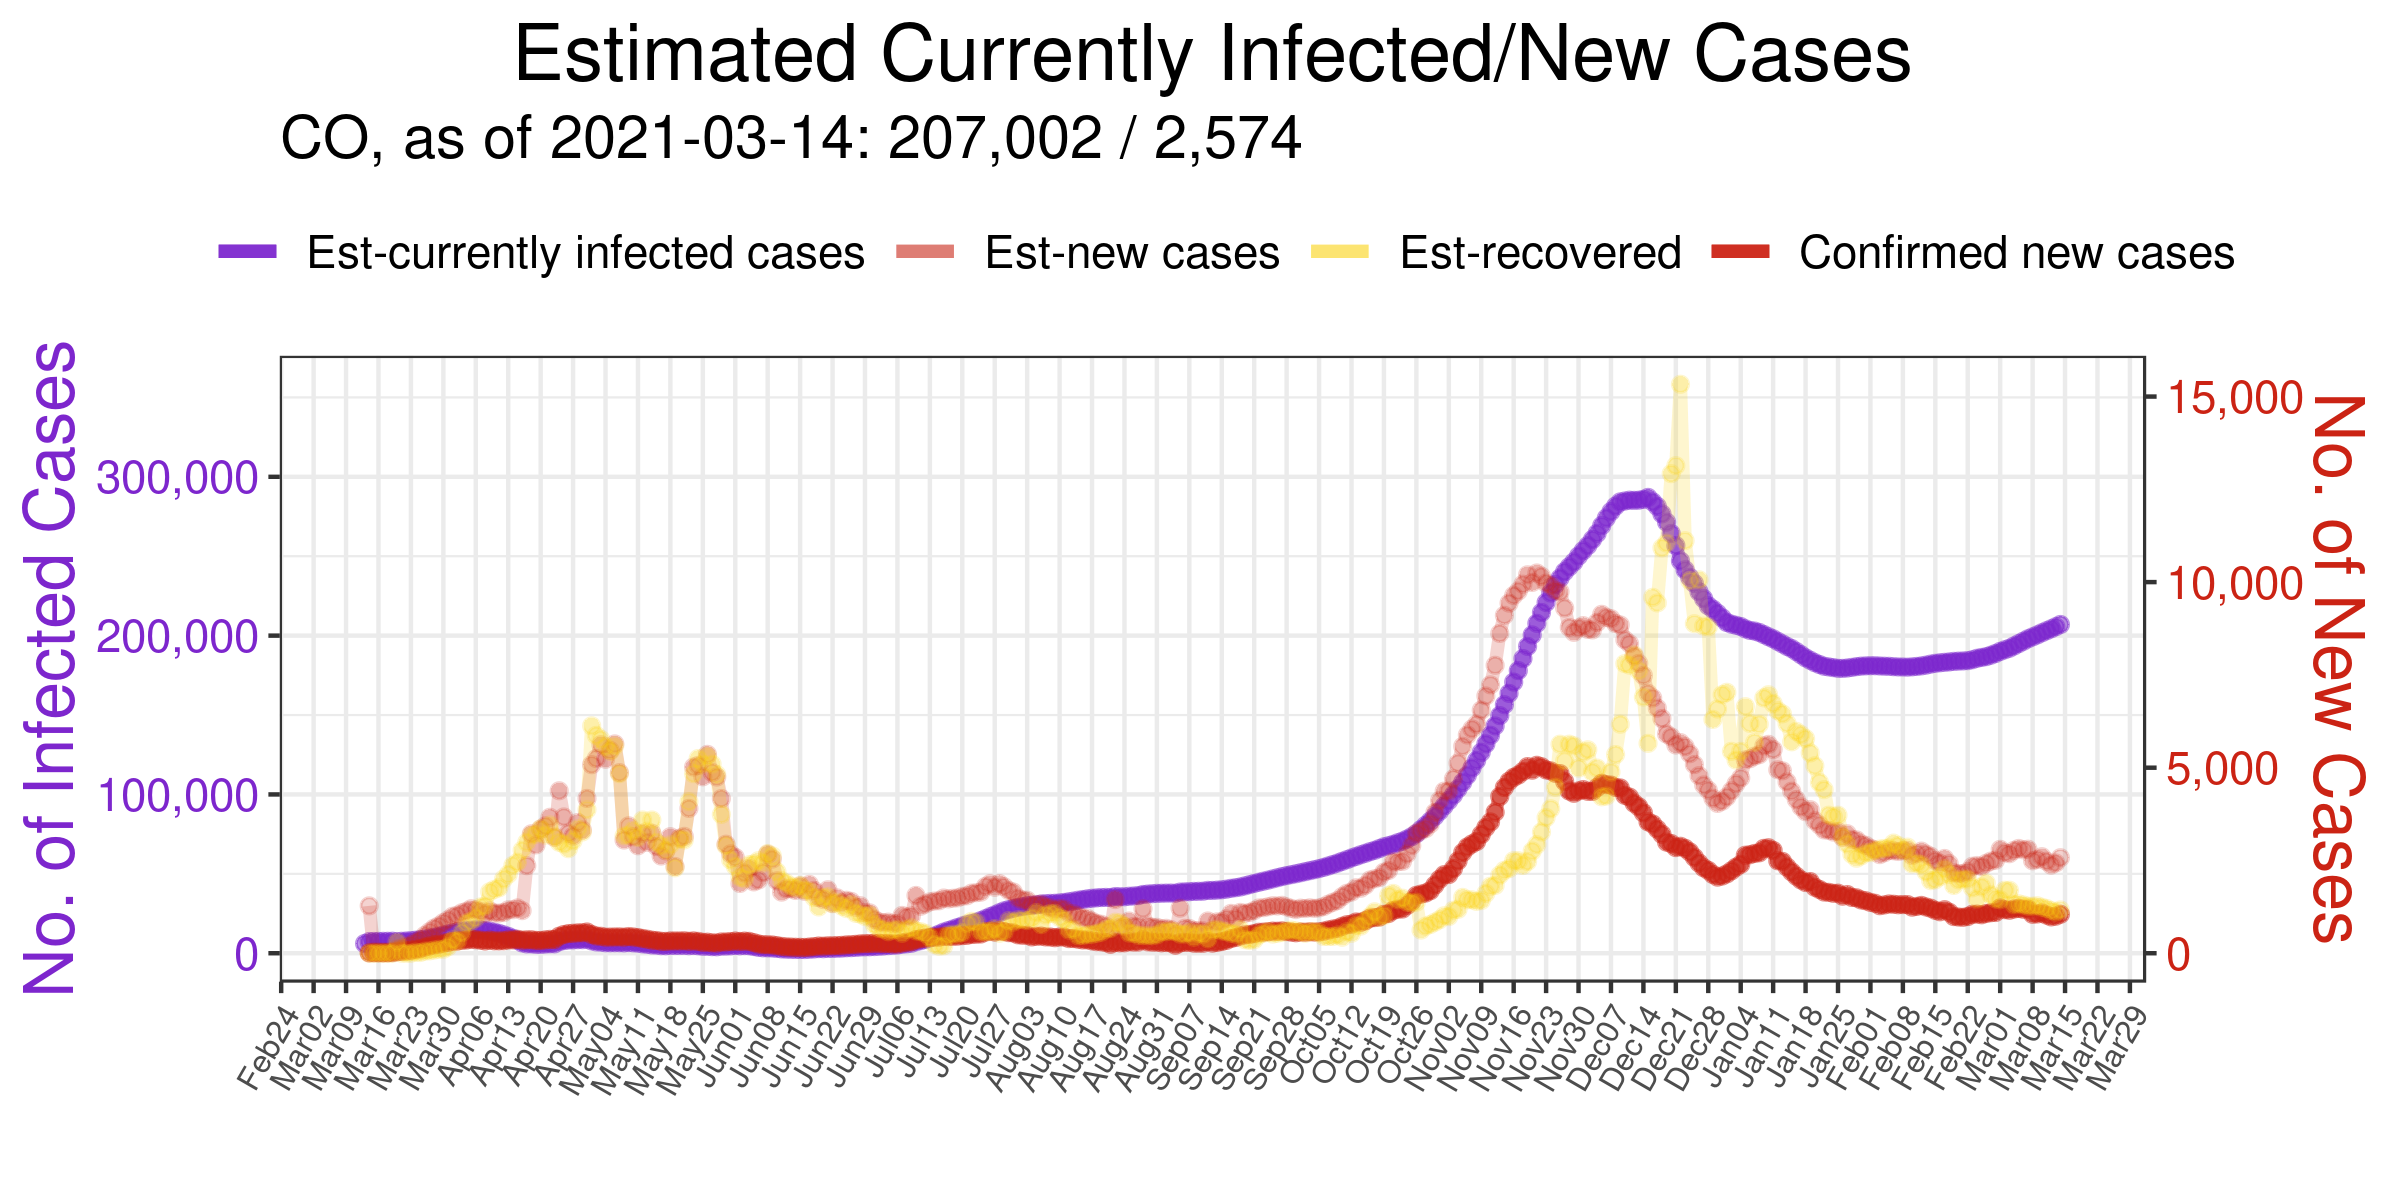 Estimated Currently Infected/New Cases
CO, as of 2021-03-14: 207,002 / 2,574
Est-currently infected cases Est-new cases Est-recovered Confirmed new cases
No. of Infected Cases
300,000
200,000
100,000
0
15,000
10,000
5,000
0
No. of New Cases
Feb24 Mar02 Mar09 Mar16 Mar23 Mar30 Apr06 Apr13 Apr20 Apr27 May04 May11 May18 May25 Jun01 Jun08 Jun15 Jun22 Jun29 Jul06 Jul13 Jul20 Jul27 Aug03 Aug10 Aug17 Aug24 Aug31 Sep07 Sep14 Sep21 Sep28 Oct05 Oct12 Oct19 Oct26 Nov02 Nov09 Nov16 Nov23 Nov30 Dec07 Dec14 Dec21 Dec28 Jan04 Jan11 Jan18 Jan25 Feb01 Feb08 Feb15 Feb22 Mar01 Mar08 Mar15 Mar22 Mar29